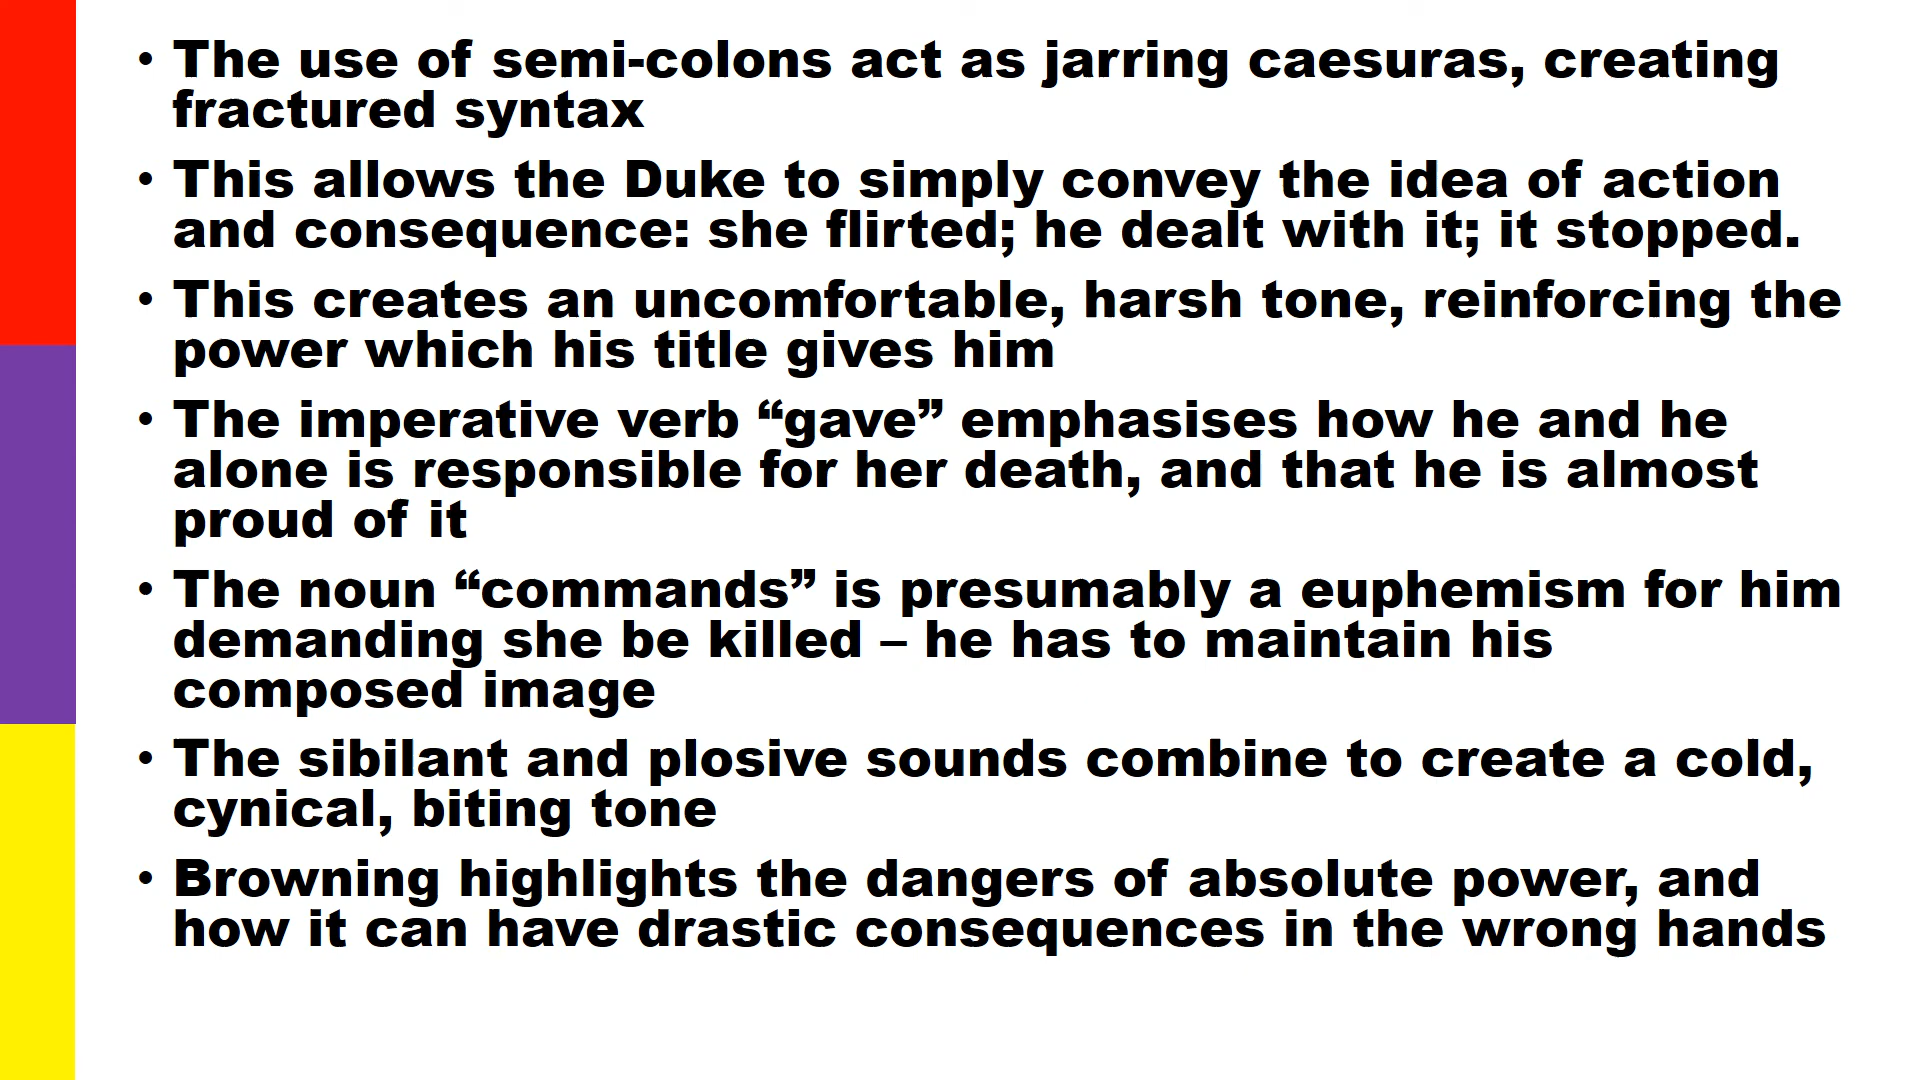 • The use of semi-colons act as jarring caesuras, creating
fractured syntax
• This allows the Duke to simply convey the idea of action
and consequence: she flirted; he dealt with it; it stopped.
• This creates an uncomfortable, harsh tone, reinforcing the
power which his title gives him
• The imperative verb “gave” emphasises how he and he
alone is responsible for her death, and that he is almost
proud of it
• The noun “commands” is presumably a euphemism for him
demanding she be killed – he has to maintain his
composed image
• The sibilant and plosive sounds combine to create a cold,
cynical, biting tone
• Browning highlights the dangers of absolute power, and
how it can have drastic consequences in the wrong hands